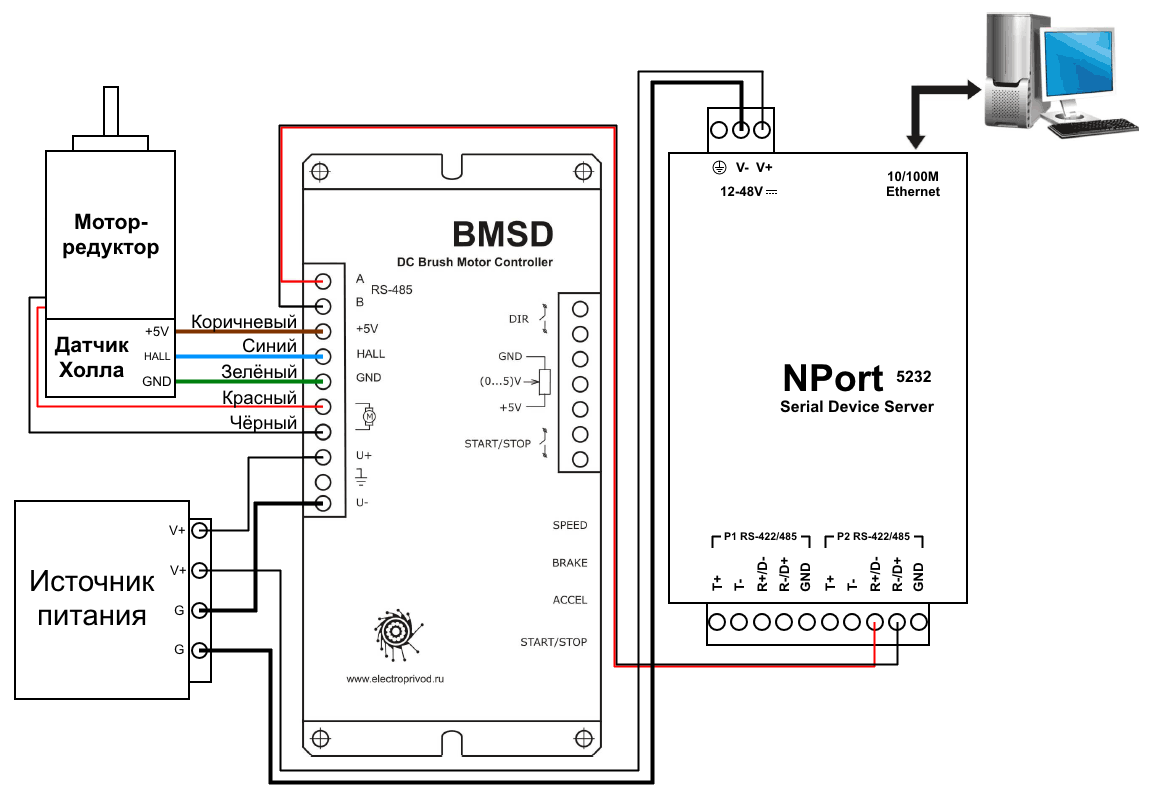 Мотор-
редуктор
Датчик
Холла
+5V
HALL
GND
Коричневый
Синий
Зелёный
Красный
Чёрный
Источник
питания
V+
V+
G
G
BMSD
DC Brush Motor Controller
A
RS-485
B
+5V
HALL
GND
M
U+
U-
DIR
GND
(0...5)V
+5V
START/STOP
SPEED
BRAKE
ACCEL
START/STOP
www.electroprivod.ru
V- V+
12-48V
10/100M
Ethernet
NPort 5232
Serial Device Server
P1 RS-422/485
P2 RS-422/485
T+
T-
R+/D-
R-/D+
GND
T+
T-
R+/D-
R-/D+
GND